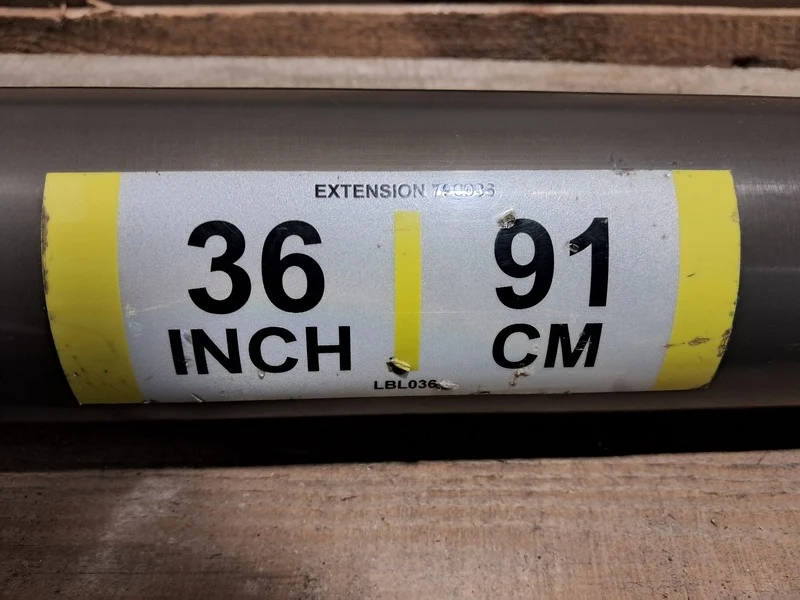 EXTENSION
36 91
INCH CM
LBL036